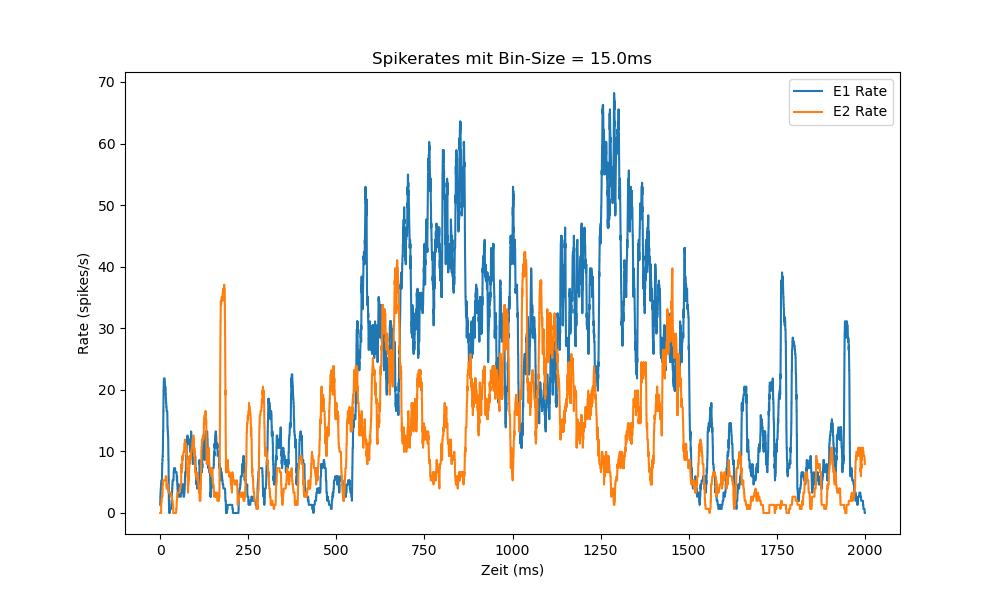 Spikerates mit Bin-Size = 15.0ms
E1 Rate
E2 Rate
70
60
50
40
30
20
10
0
Rate (spikes/s)
0 250 500 750 1000 1250 1500 1750 2000
Zeit (ms)